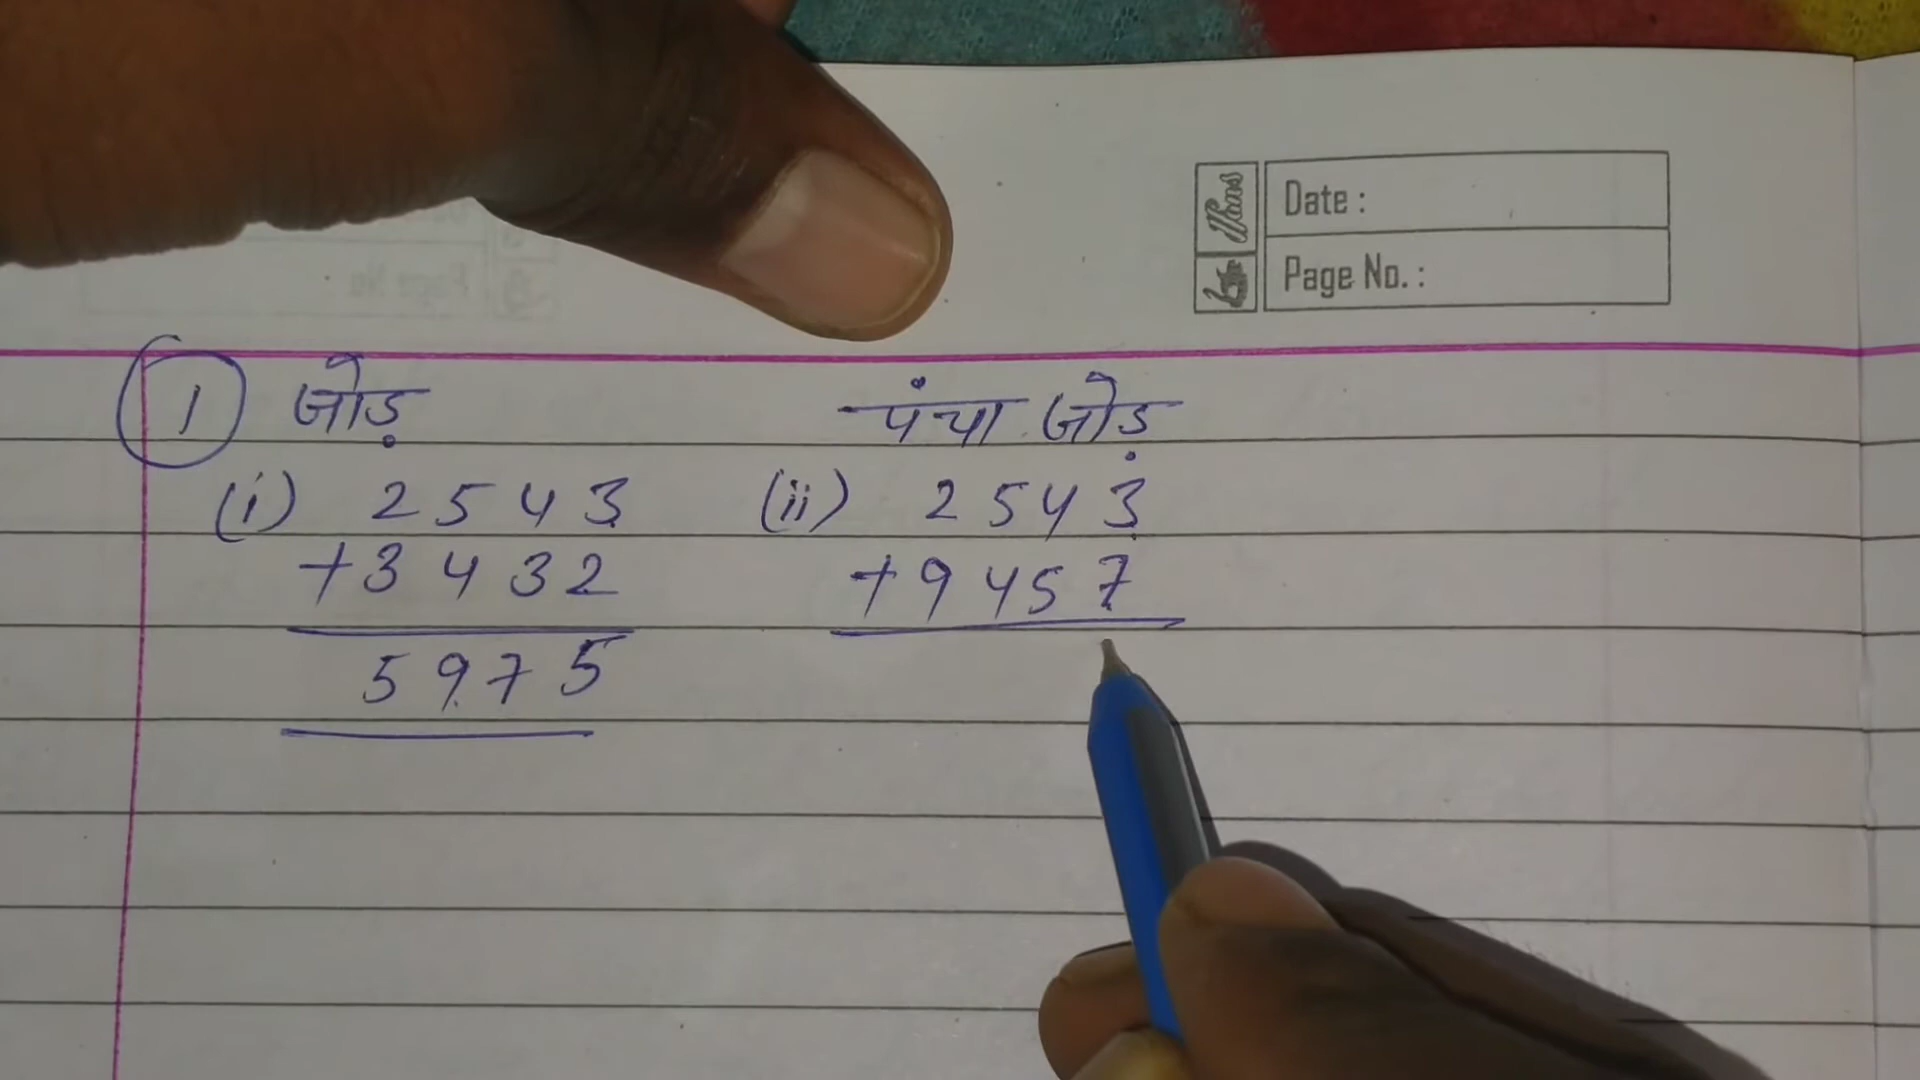 Date :
Page No. :
1 जोड़ पंचा जोड़
(i) 2543 (ii) 2543
+3432 +9457
5975